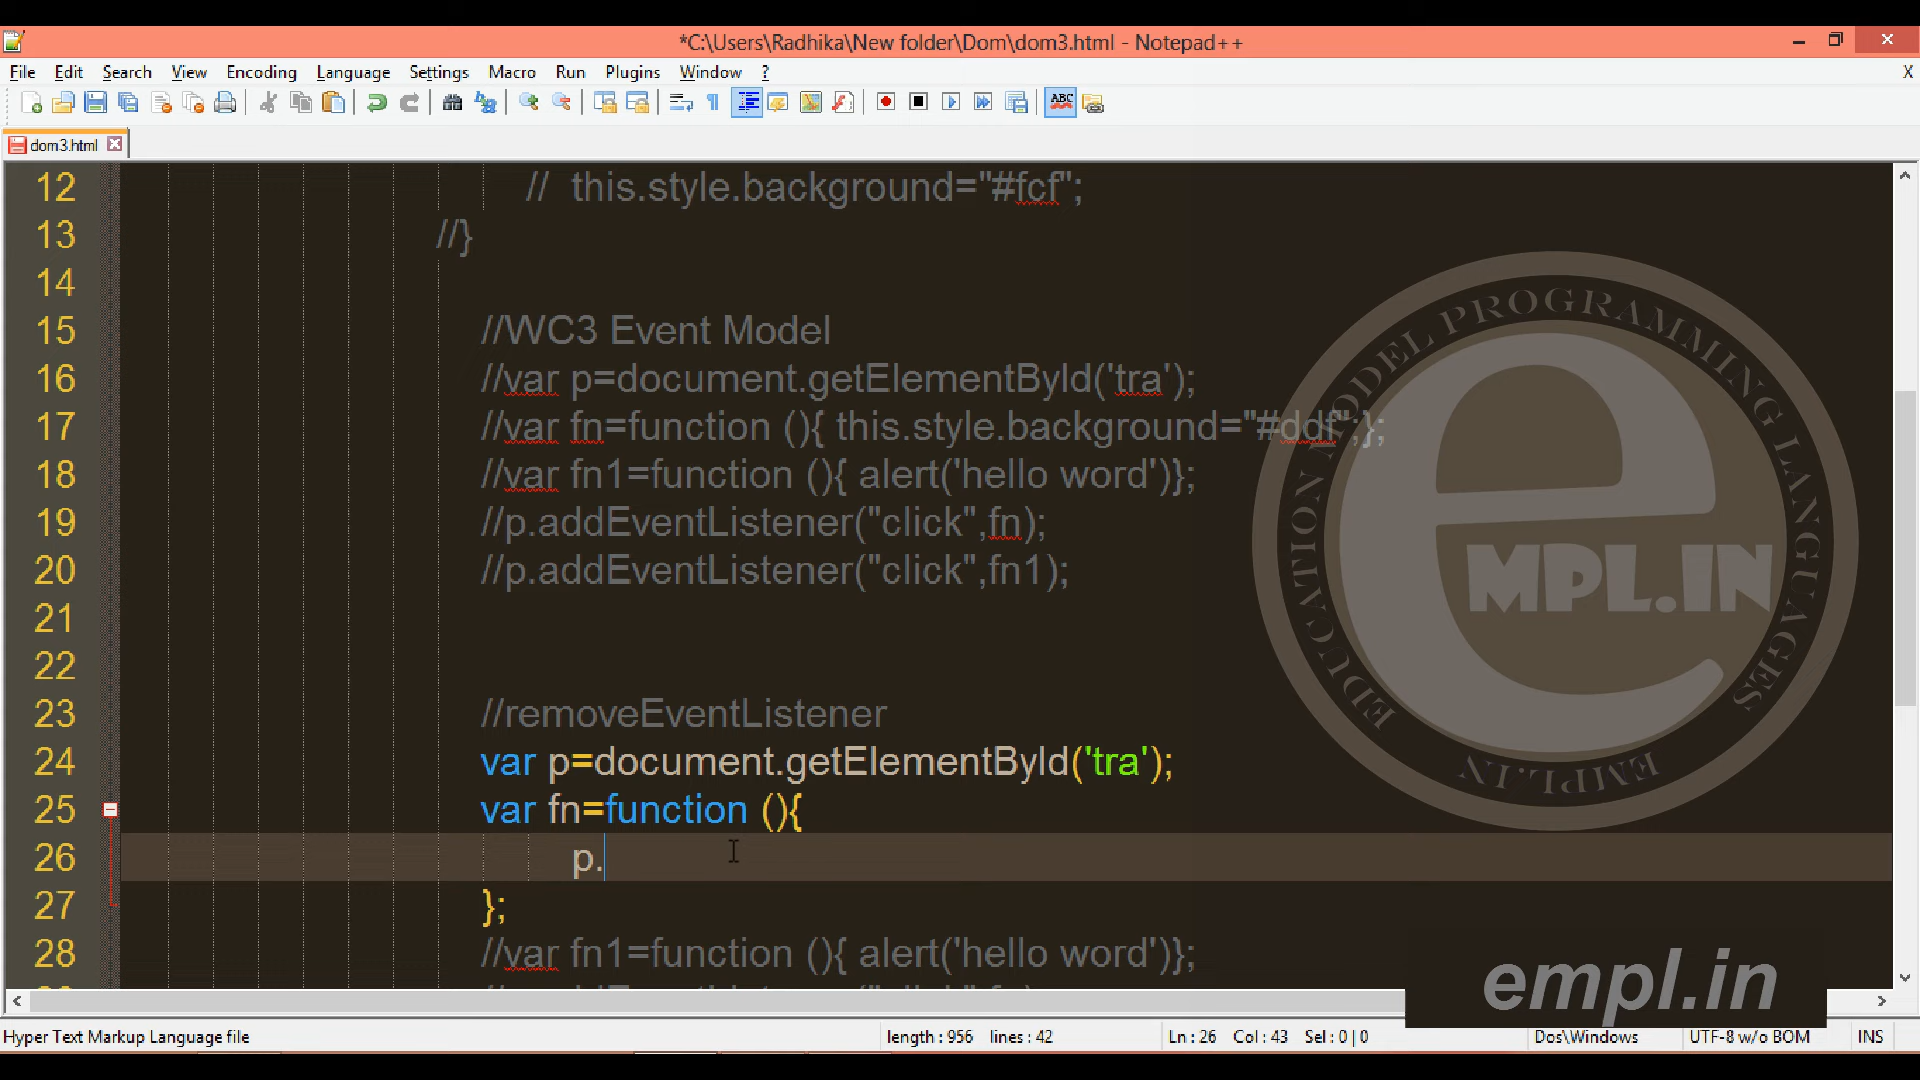 *C:\Users\Radhika\New folder\Dom\dom3.html - Notepad++
File Edit Search View Encoding Language Settings Macro Run Plugins Window ? X
ABC
dom3.html
12 // this.style.background="#fcf";
13 //}
14
15 //WC3 Event Model
16 //var p=document.getElementById('tra');
17 //var fn=function (){ this.style.background="#ddf";};
18 //var fn1=function (){ alert('hello word')};
19 //p.addEventListener("click",fn);
20 //p.addEventListener("click",fn1);
21
22
23 //removeEventListener
24 var p=document.getElementById('tra');
25 var fn=function (){
26 p.
27 };
28 //var fn1=function (){ alert('hello word')};
EDUCATION MODEL PROGRAMMING LANGUAGES
eMPL.IN
EMPL.IN
empl.in
Hyper Text Markup Language file length : 956 lines : 42 Ln : 26 Col : 43 Sel : 0 | 0 Dos\Windows UTF-8 w/o BOM INS